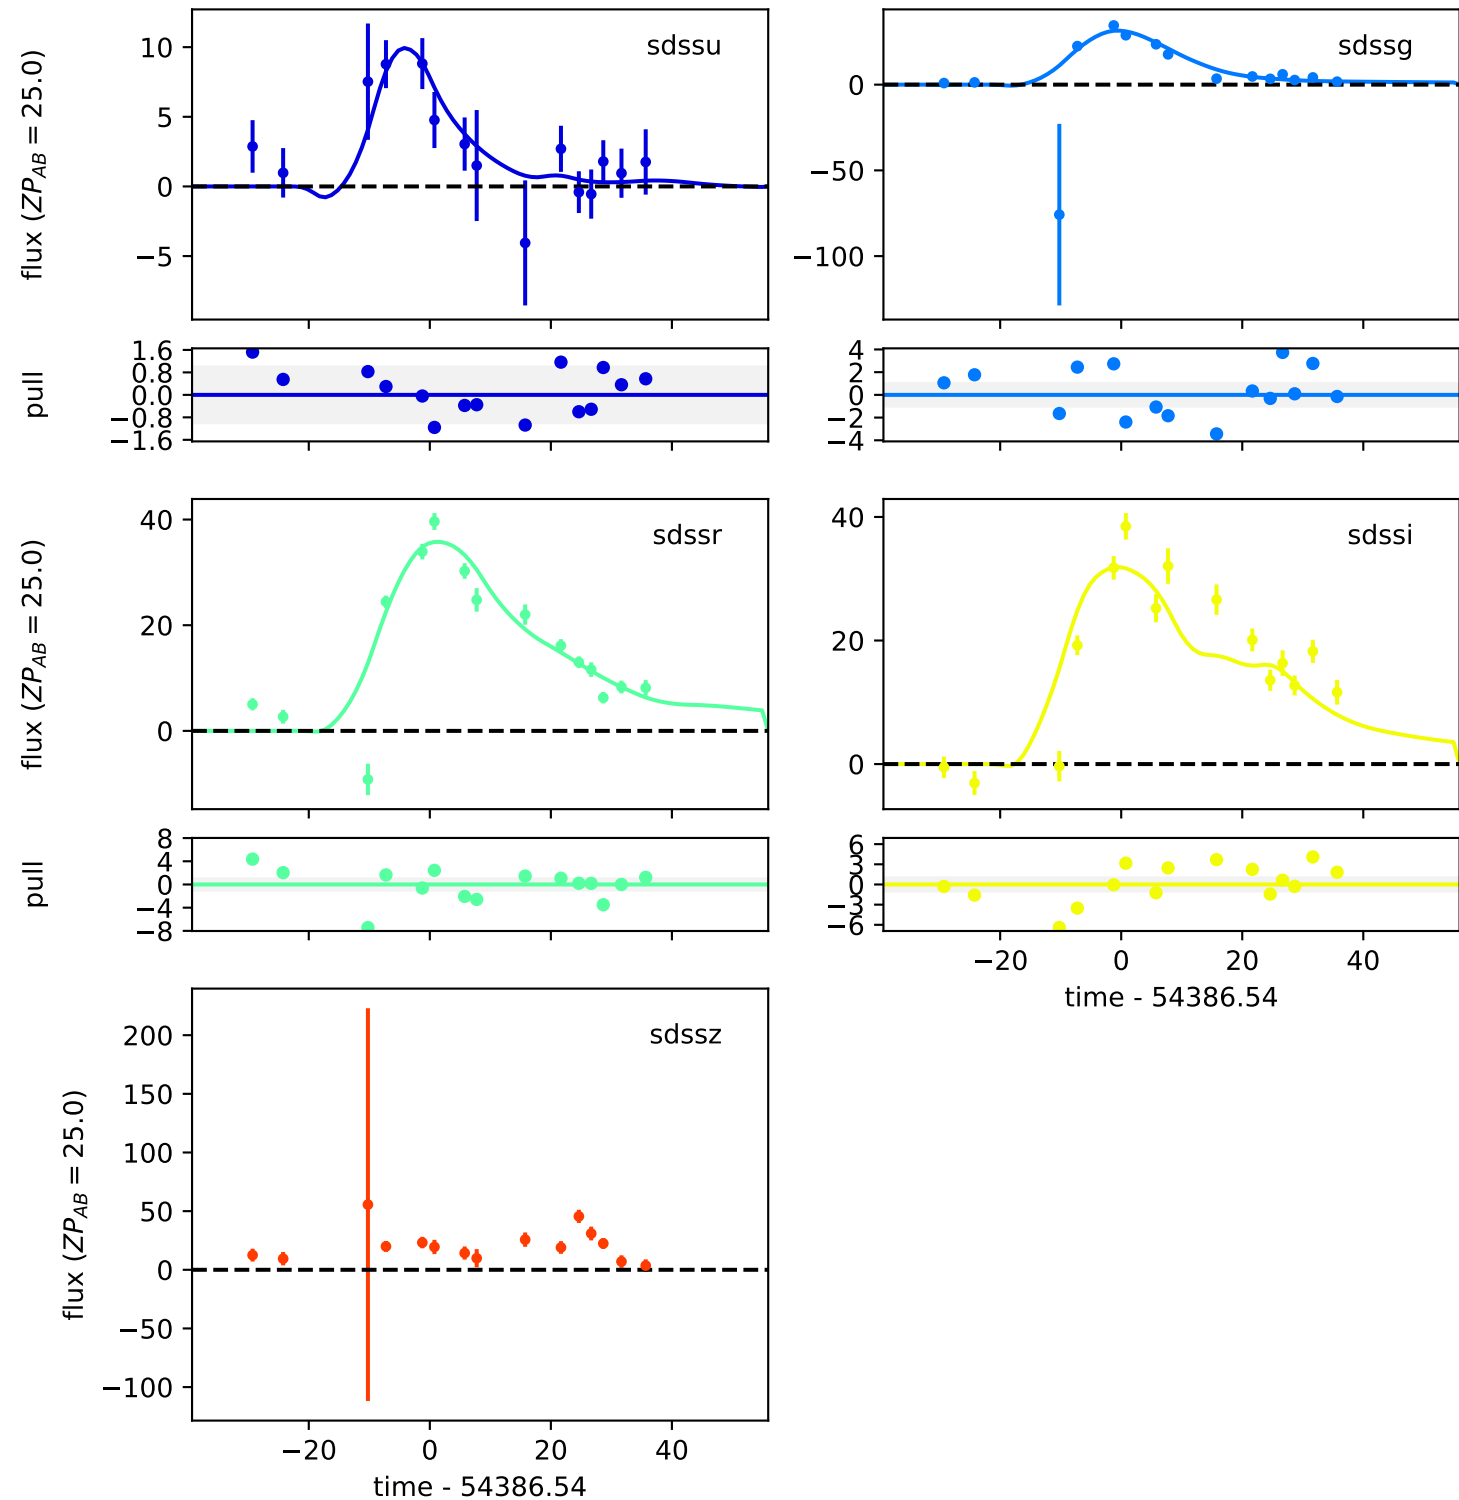 sdssu
flux (ZP_AB = 25.0)
10
5
0
−5
sdssg
0
−50
−100
pull
1.6
0.8
0.0
−0.8
−1.6
4
2
0
−2
−4
sdssr
flux (ZP_AB = 25.0)
40
20
0
sdssi
40
20
0
pull
8
4
0
−4
−8
6
3
0
−3
−6
−20 0 20 40
time - 54386.54
sdssz
flux (ZP_AB = 25.0)
200
150
100
50
0
−50
−100
−20 0 20 40
time - 54386.54